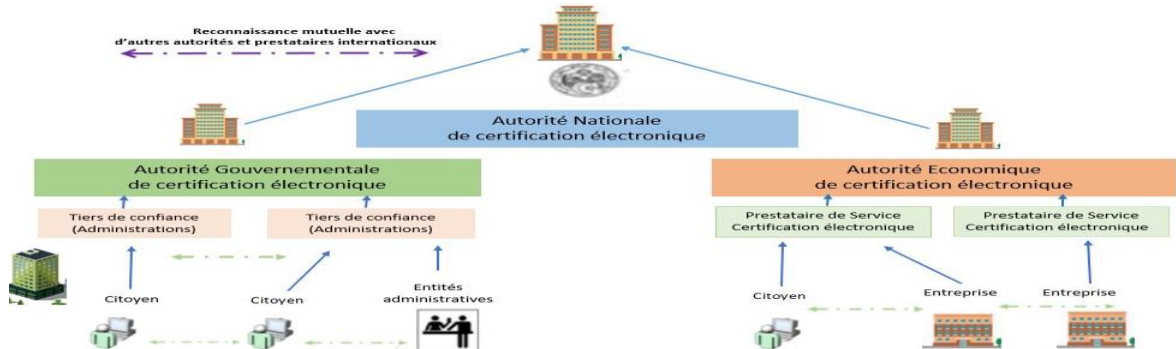 Reconnaissance mutuelle avec
d'autres autorités et prestataires internationaux
Autorité Nationale
de certification électronique
Autorité Gouvernementale
de certification électronique
Autorité Economique
de certification électronique
Tiers de confiance
(Administrations)
Tiers de confiance
(Administrations)
Prestataire de Service
Certification électronique
Prestataire de Service
Certification électronique
Citoyen
Citoyen
Entités
administratives
Citoyen
Entreprise
Entreprise